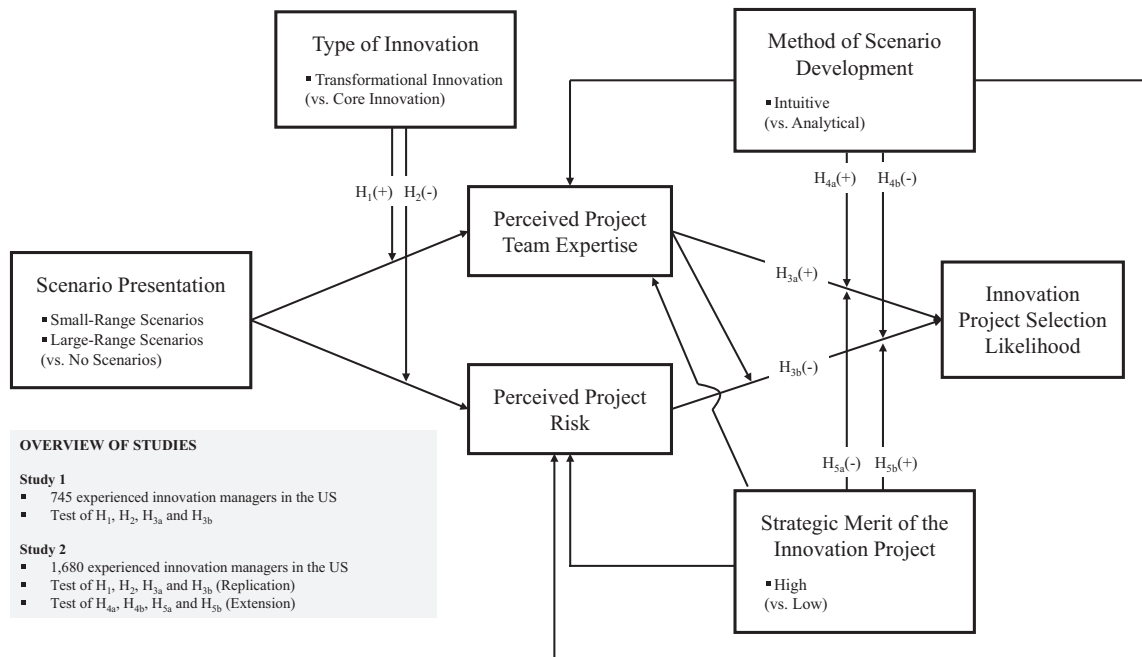 Type of Innovation
▪ Transformational Innovation
(vs. Core Innovation)
Method of Scenario
Development
▪ Intuitive
(vs. Analytical)
H₁(+) H₂(-)
H₄ₐ(+) H₄b(-)
Perceived Project
Team Expertise
Scenario Presentation
▪ Small-Range Scenarios
▪ Large-Range Scenarios
(vs. No Scenarios)
H₃ₐ(+)
Innovation
Project Selection
Likelihood
H₃b(-)
Perceived Project
Risk
H₅ₐ(-) H₅b(+)
Strategic Merit of the
Innovation Project
▪ High
(vs. Low)
OVERVIEW OF STUDIES
Study 1
▪ 745 experienced innovation managers in the US
▪ Test of H₁, H₂, H₃ₐ and H₃b
Study 2
▪ 1,680 experienced innovation managers in the US
▪ Test of H₁, H₂, H₃ₐ and H₃b (Replication)
▪ Test of H₄ₐ, H₄b, H₅ₐ and H₅b (Extension)